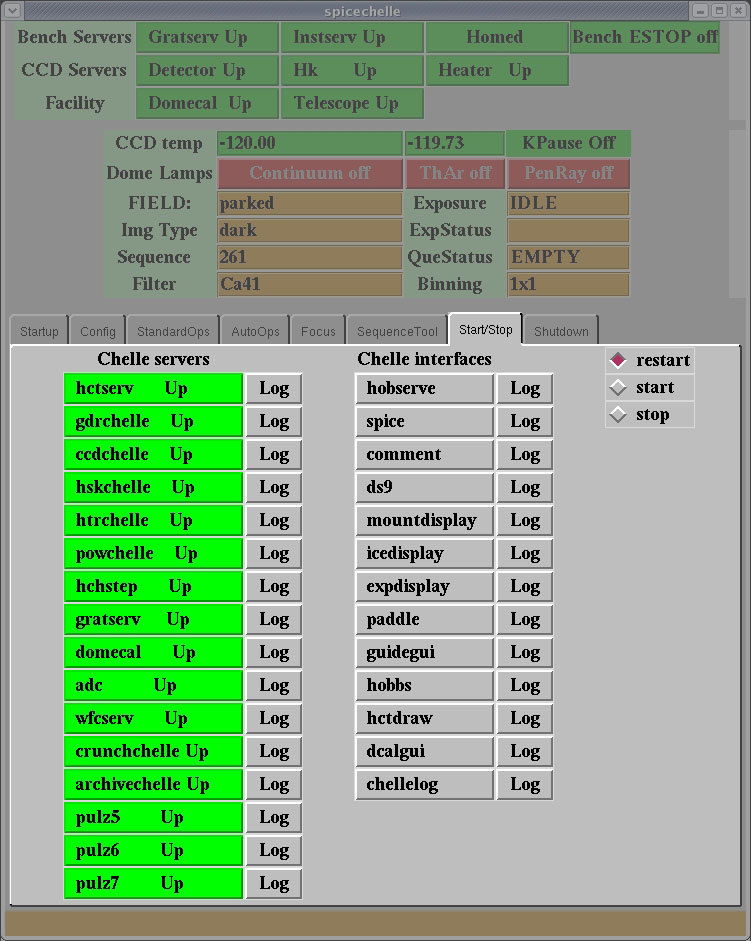 spicechelle
Bench Servers Gratserv Up Instserv Up Homed Bench ESTOP off
CCD Servers Detector Up Hk Up Heater Up
Facility Domecal Up Telescope Up
CCD temp -120.00 -119.73 KPause Off
Dome Lamps Continuum off ThAr off PenRay off
FIELD: parked Exposure IDLE
Img Type dark ExpStatus
Sequence 261 QueStatus EMPTY
Filter Ca41 Binning 1x1
Startup Config StandardOps AutoOps Focus SequenceTool Start/Stop Shutdown
Chelle servers Chelle interfaces restart
hctserv Up Log hobserve Log start
gdrchelle Up Log spice Log stop
ccdchelle Up Log comment Log
hskchelle Up Log ds9 Log
htrchelle Up Log mountdisplay Log
powchelle Up Log icedisplay Log
hchstep Up Log expdisplay Log
gratserv Up Log paddle Log
domecal Up Log guidegui Log
adc Up Log hobbs Log
wfcserv Up Log hctdraw Log
crunchchelle Up Log dcalgui Log
archivechelle Up Log chellelog Log
pulz5 Up Log
pulz6 Up Log
pulz7 Up Log